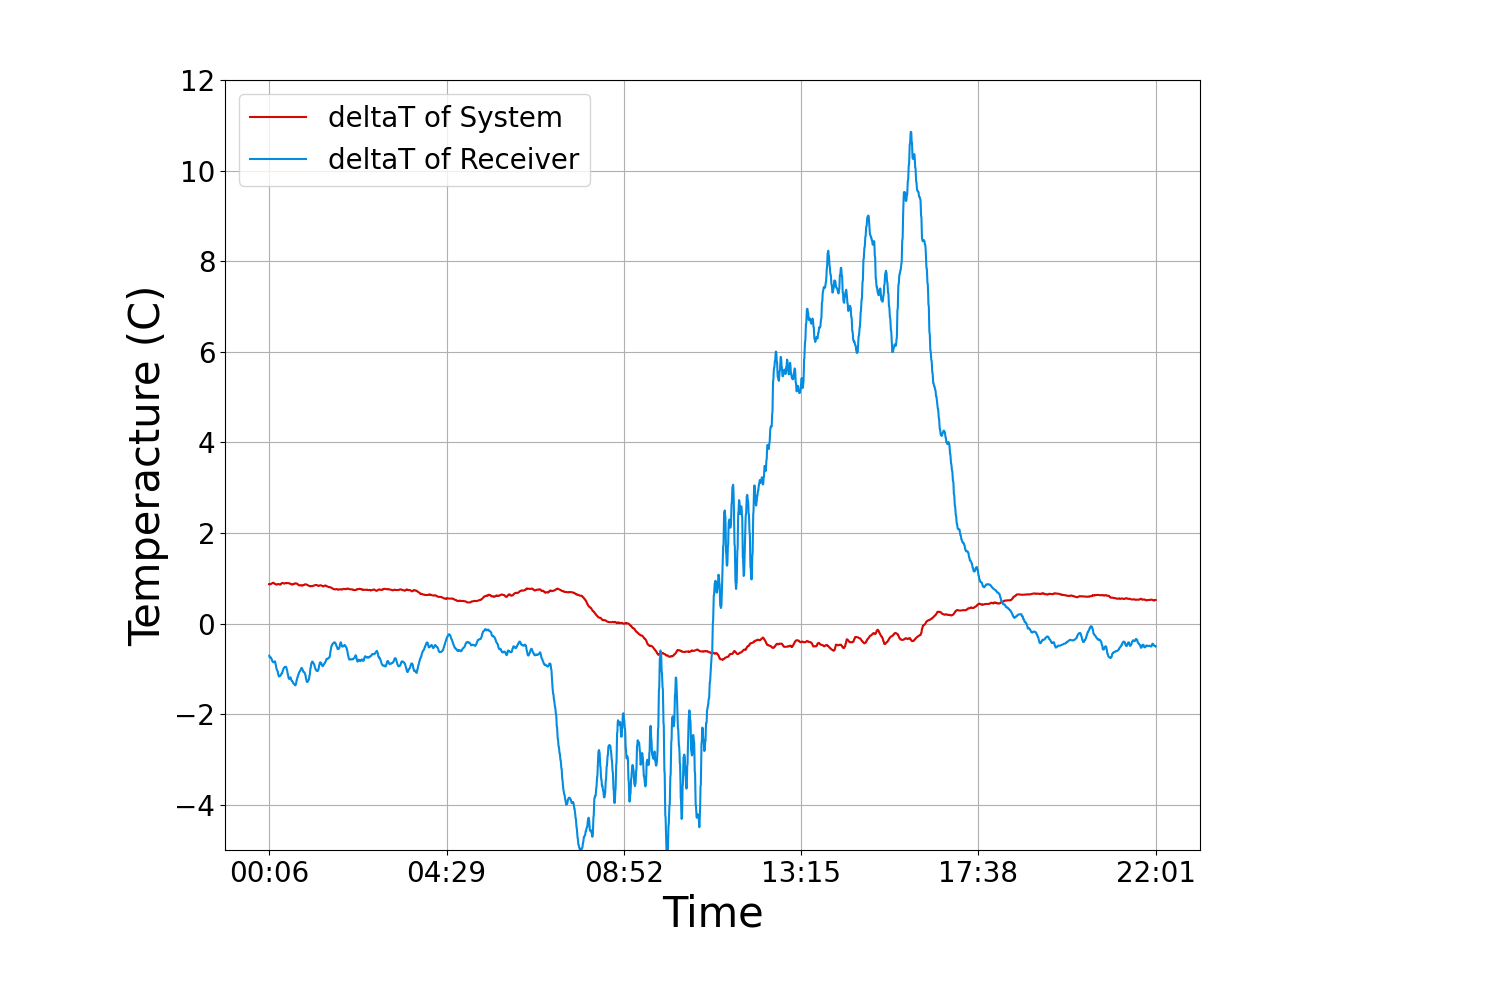 12
10
8
6
4
2
0
−2
−4
Temperacture (C)
deltaT of System
deltaT of Receiver
00:06 04:29 08:52 13:15 17:38 22:01
Time